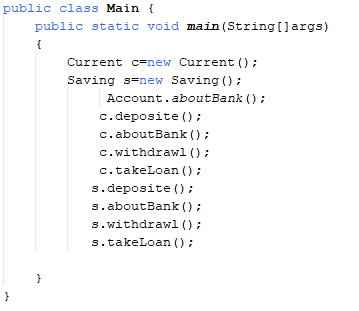 public class Main {
public static void main(String[]args)
{
Current c=new Current();
Saving s=new Saving();
Account.aboutBank();
c.deposite();
c.aboutBank();
c.withdrawl();
c.takeLoan();
s.deposite();
s.aboutBank();
s.withdrawl();
s.takeLoan();
}
}